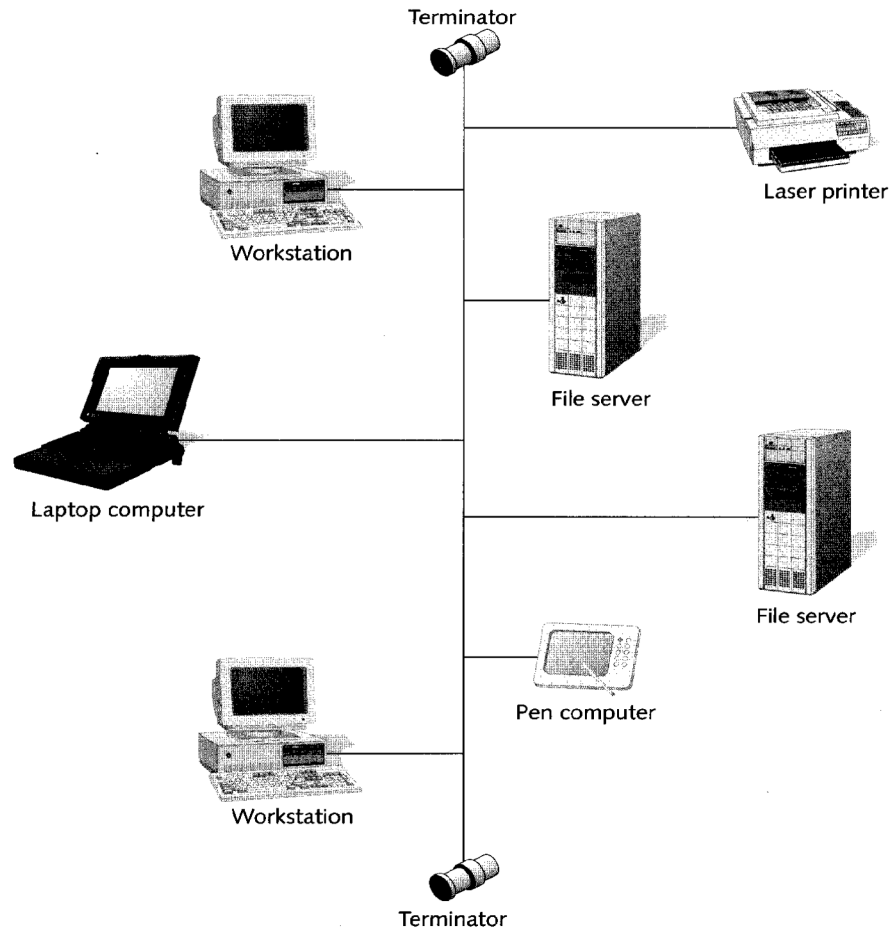 Terminator
Laser printer
Workstation
File server
Laptop computer
File server
Pen computer
Workstation
Terminator